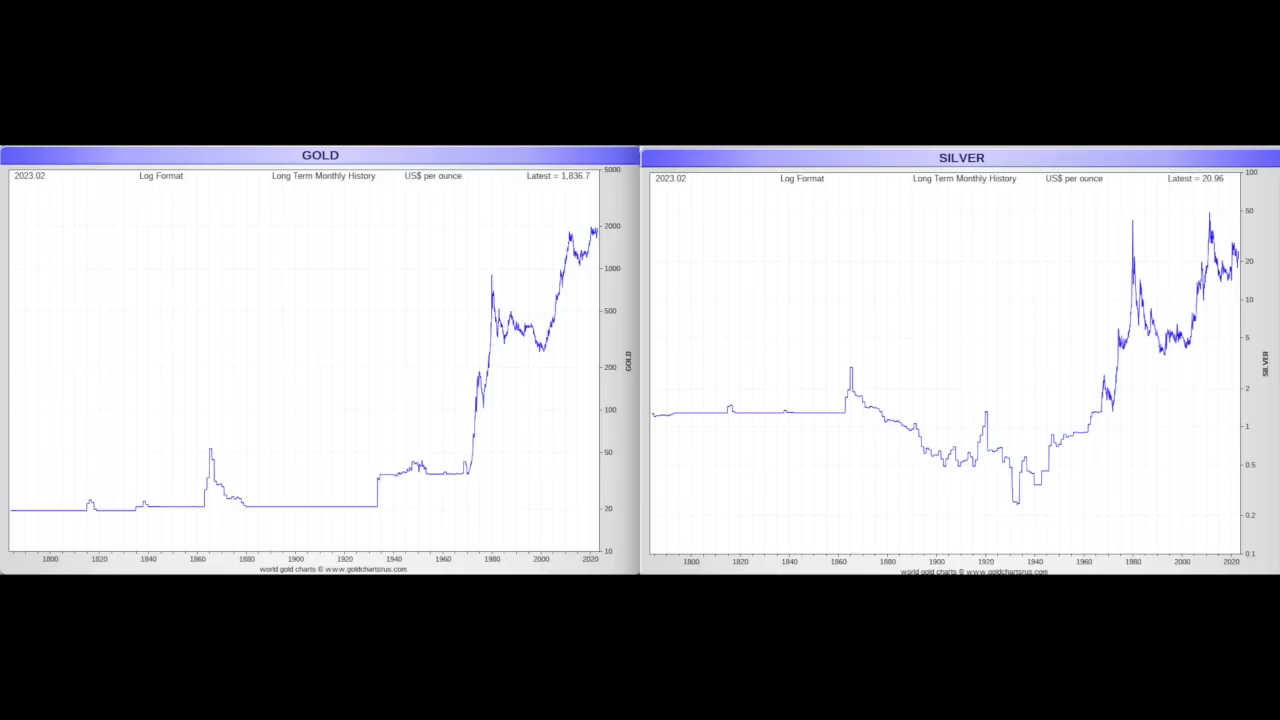 GOLD
2023.02 Log Format Long Term Monthly History US$ per ounce Latest = 1,836.7
5000
2000
1000
500
200
100
50
20
10
GOLD
1800 1820 1840 1860 1880 1900 1920 1940 1960 1980 2000 2020
world gold charts © www.goldchartsrus.com
SILVER
2023.02 Log Format Long Term Monthly History US$ per ounce Latest = 20.96
100
50
20
10
5
2
1
0.5
0.2
0.1
SILVER
1800 1820 1840 1860 1880 1900 1920 1940 1960 1980 2000 2020
world gold charts © www.goldchartsrus.com